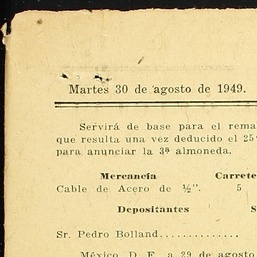 Martes 30 de agosto de 1949.
Servirá de base para el rema
que resulta una vez deducido el 25
para anunciar la 3ª almoneda.
Mercancía Carrete
Cable de Acero de ½". 5
Depositantes S
Sr. Pedro Bolland..............
México, D. F., a 29 de agosto